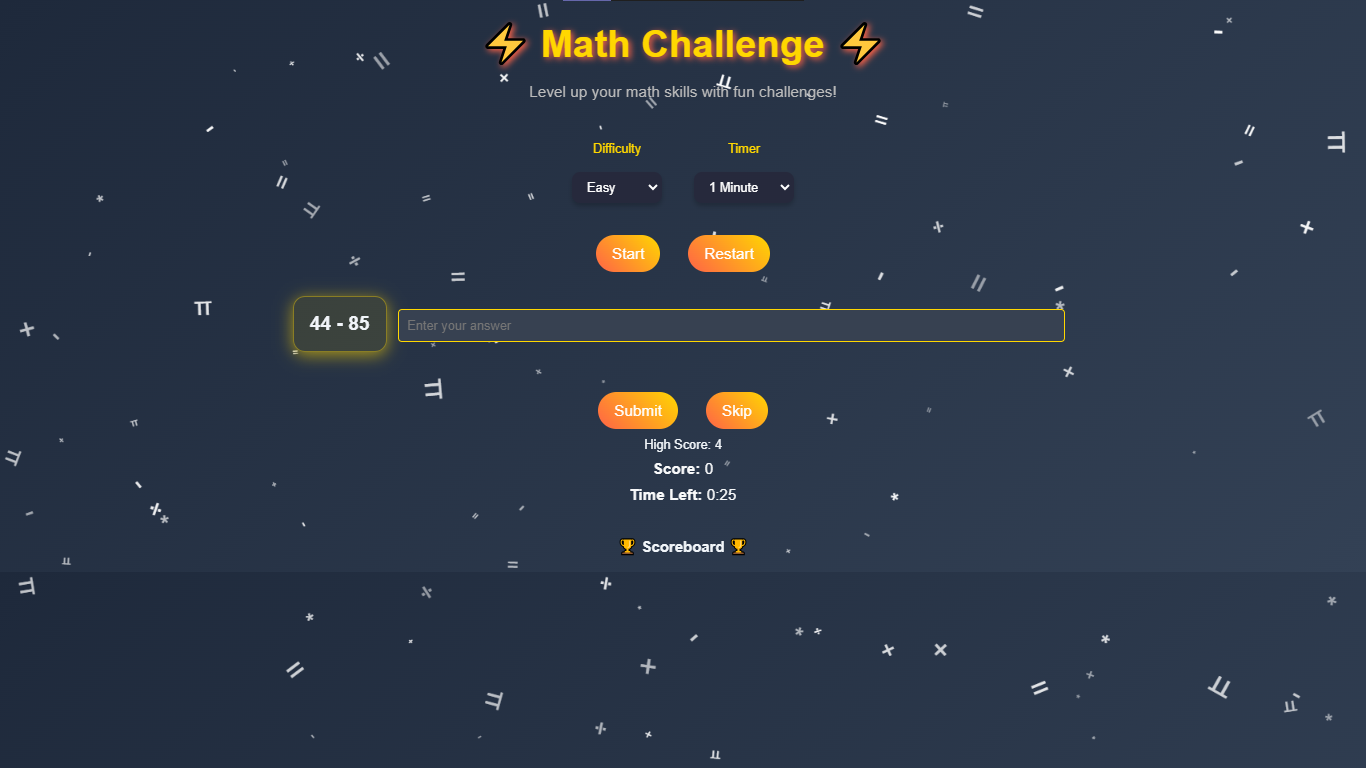 ⚡ Math Challenge ⚡
Level up your math skills with fun challenges!
Difficulty Timer
Easy 1 Minute
Start Restart
44 - 85 Enter your answer
Submit Skip
High Score: 4
Score: 0
Time Left: 0:25
🏆 Scoreboard 🏆